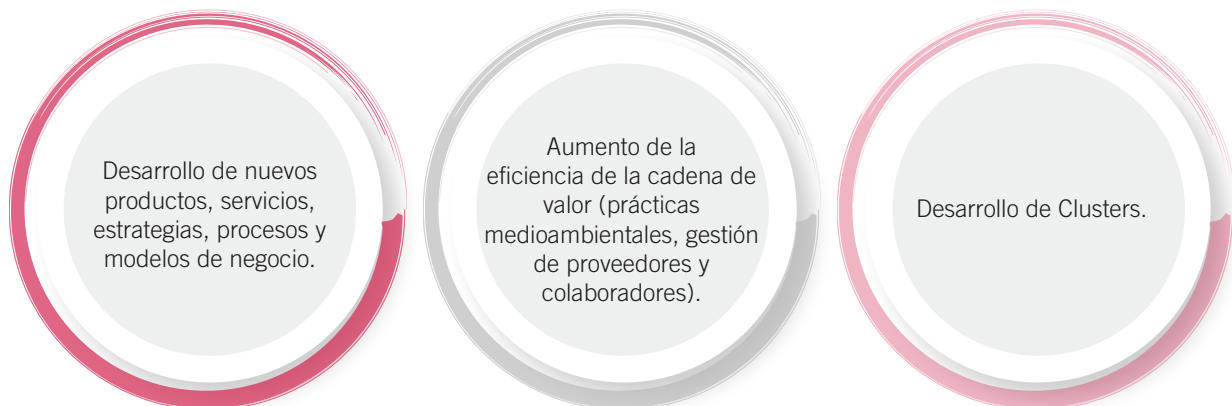 Desarrollo de nuevos
productos, servicios,
estrategias, procesos y
modelos de negocio.
Aumento de la
eficiencia de la cadena de
valor (prácticas
medioambientales, gestión
de proveedores y
colaboradores).
Desarrollo de Clusters.